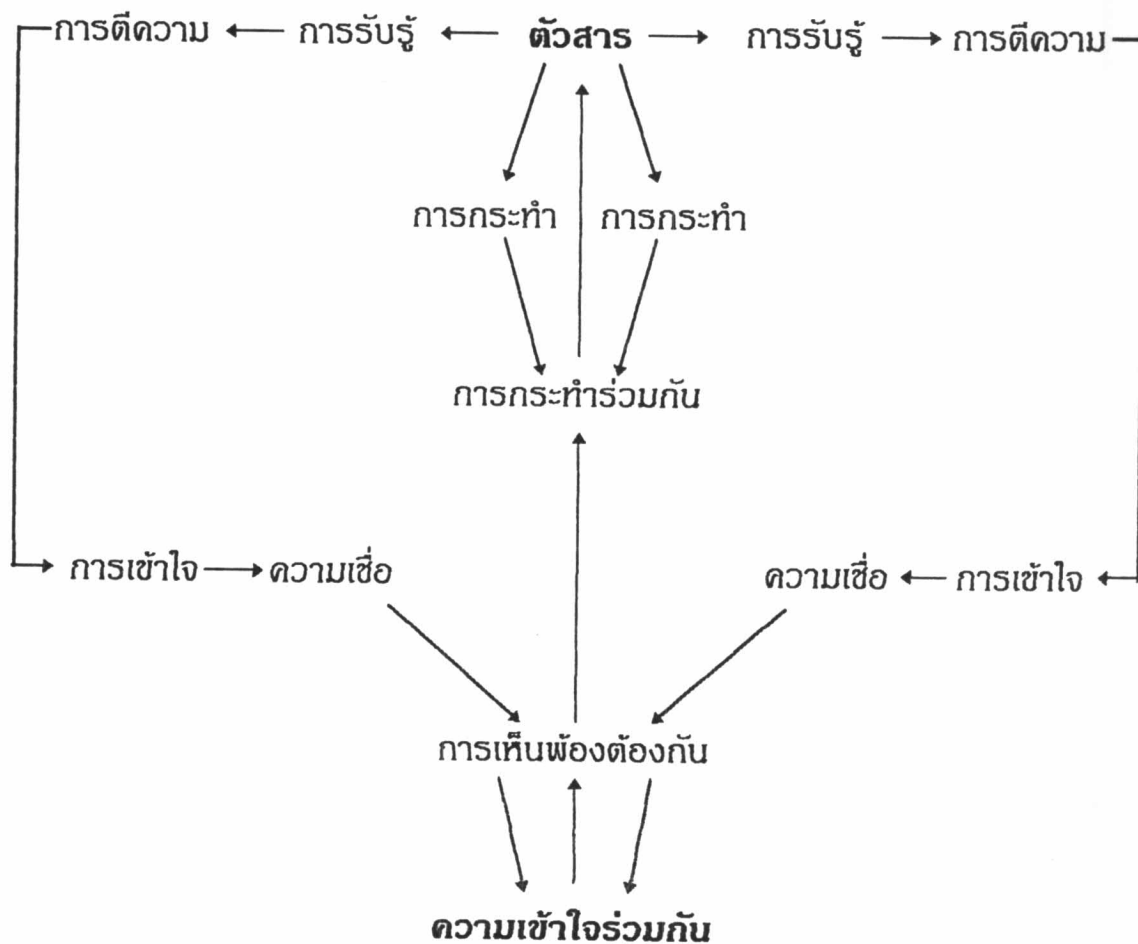 การตีความ การรับรู้ ตัวสาร การรับรู้ การตีความ
การกระทำ การกระทำ
การกระทำร่วมกัน
การเข้าใจ ความเชื่อ ความเชื่อ การเข้าใจ
การเห็นพ้องต้องกัน
ความเข้าใจร่วมกัน